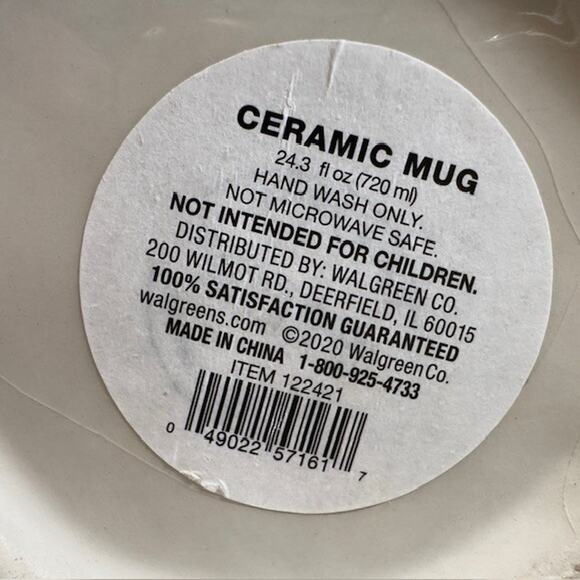 CERAMIC MUG
24.3 fl oz (720 ml)
HAND WASH ONLY.
NOT MICROWAVE SAFE.
NOT INTENDED FOR CHILDREN.
DISTRIBUTED BY: WALGREEN CO.
200 WILMOT RD., DEERFIELD, IL 60015
100% SATISFACTION GUARANTEED
walgreens.com ©2020 Walgreen Co.
MADE IN CHINA 1-800-925-4733
ITEM 122421
0 49022 57161 7